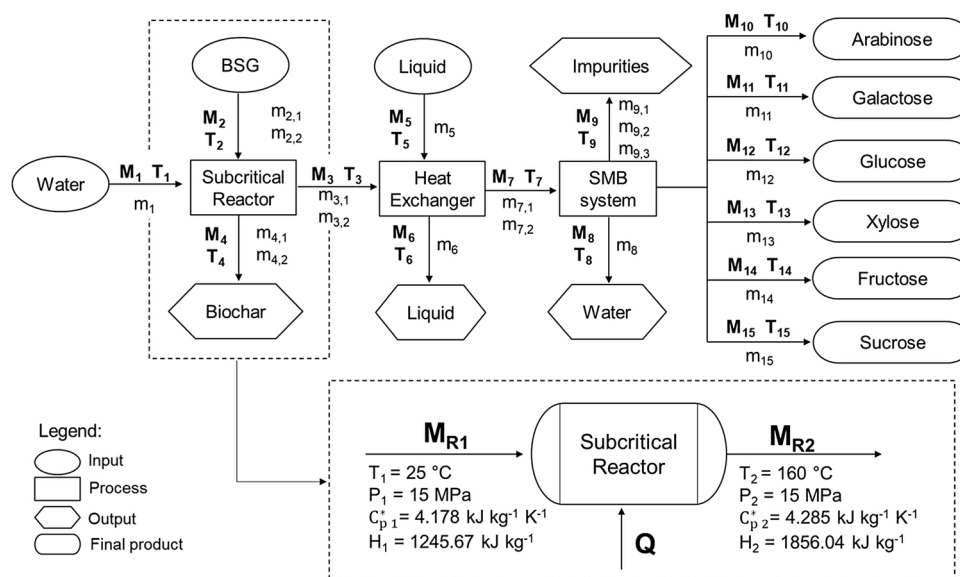 BSG
Liquid
Impurities
M₁₀ T₁₀
m₁₀
Arabinose
M₂
T₂
m₂,₁
m₂,₂
M₅
T₅
m₅
M₉
T₉
m₉,₁
m₉,₂
m₉,₃
M₁₁ T₁₁
m₁₁
Galactose
Water
M₁ T₁
m₁
Subcritical
Reactor
M₃ T₃
m₃,₁
m₃,₂
Heat
Exchanger
M₇ T₇
m₇,₁
m₇,₂
SMB
system
M₁₂ T₁₂
m₁₂
Glucose
M₁₃ T₁₃
m₁₃
Xylose
M₄
T₄
m₄,₁
m₄,₂
M₆
T₆
m₆
M₈
T₈
m₈
M₁₄ T₁₄
m₁₄
Fructose
Biochar
Liquid
Water
M₁₅ T₁₅
m₁₅
Sucrose
Legend:
Input
Process
Output
Final product
M_R1
T₁ = 25 °C
P₁ = 15 MPa
C*ₚ ₁ = 4.178 kJ kg⁻¹ K⁻¹
H₁ = 1245.67 kJ kg⁻¹
Subcritical
Reactor
Q
M_R2
T₂ = 160 °C
P₂ = 15 MPa
C*ₚ ₂ = 4.285 kJ kg⁻¹ K⁻¹
H₂ = 1856.04 kJ kg⁻¹